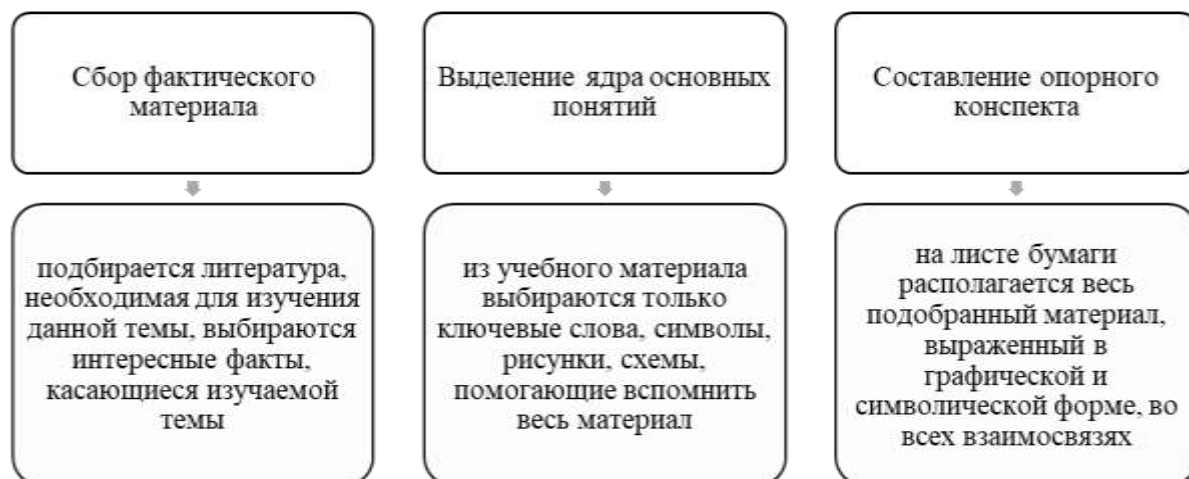 Сбор фактического
материала
Выделение ядра основных
понятий
Составление опорного
конспекта
подбирается литература,
необходимая для изучения
данной темы, выбираются
интересные факты,
касающиеся изучаемой
темы
из учебного материала
выбираются только
ключевые слова, символы,
рисунки, схемы,
помогающие вспомнить
весь материал
на листе бумаги
располагается весь
подобранный материал,
выраженный в
графической и
символической форме, во
всех взаимосвязях